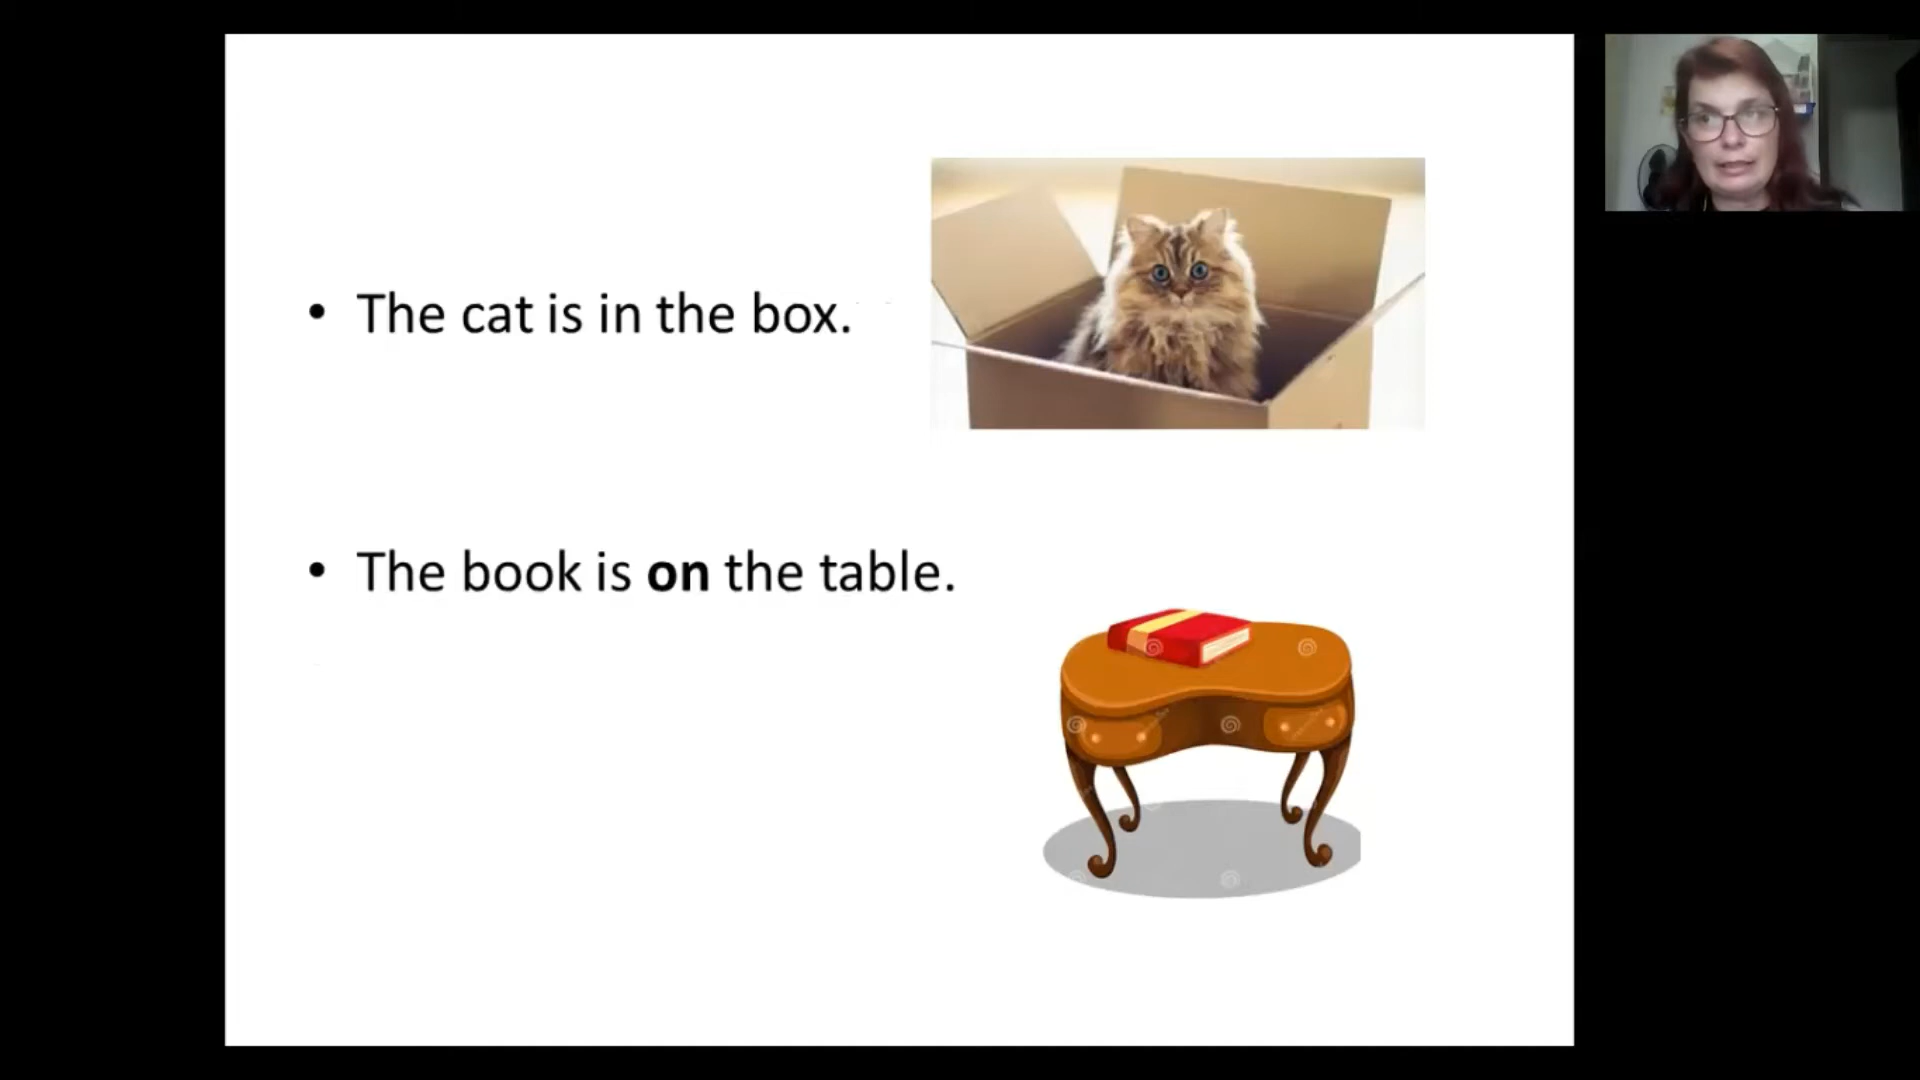 • The cat is in the box.
• The book is on the table.